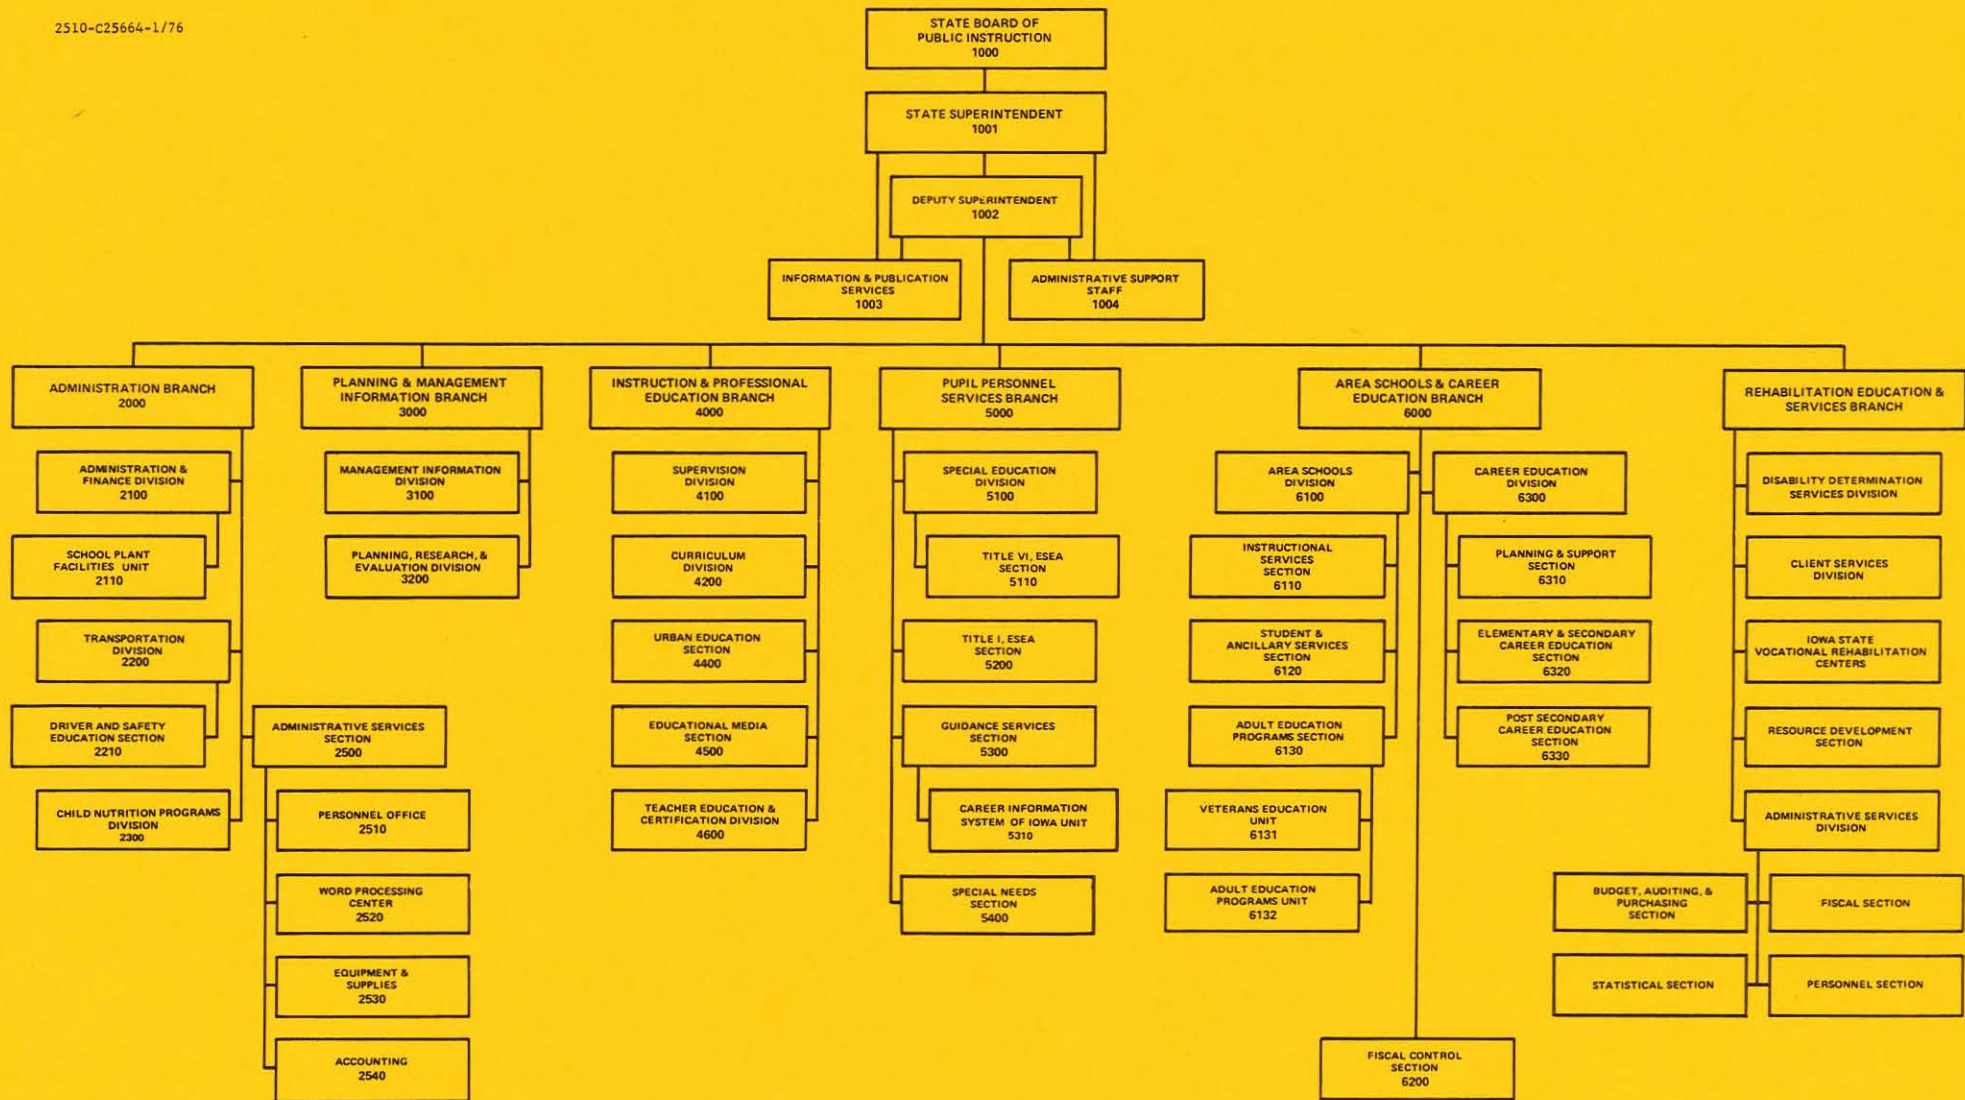 2510-C25664-1/76
STATE BOARD OF
PUBLIC INSTRUCTION
1000
STATE SUPERINTENDENT
1001
DEPUTY SUPERINTENDENT
1002
INFORMATION & PUBLICATION
SERVICES
1003
ADMINISTRATIVE SUPPORT
STAFF
1004
ADMINISTRATION BRANCH
2000
ADMINISTRATION &
FINANCE DIVISION
2100
SCHOOL PLANT
FACILITIES UNIT
2110
TRANSPORTATION
DIVISION
2200
DRIVER AND SAFETY
EDUCATION SECTION
2210
CHILD NUTRITION PROGRAMS
DIVISION
2300
ADMINISTRATIVE SERVICES
SECTION
2500
PERSONNEL OFFICE
2510
WORD PROCESSING
CENTER
2520
EQUIPMENT &
SUPPLIES
2530
ACCOUNTING
2540
PLANNING & MANAGEMENT
INFORMATION BRANCH
3000
MANAGEMENT INFORMATION
DIVISION
3100
PLANNING, RESEARCH, &
EVALUATION DIVISION
3200
INSTRUCTION & PROFESSIONAL
EDUCATION BRANCH
4000
SUPERVISION
DIVISION
4100
CURRICULUM
DIVISION
4200
URBAN EDUCATION
SECTION
4400
EDUCATIONAL MEDIA
SECTION
4500
TEACHER EDUCATION &
CERTIFICATION DIVISION
4600
PUPIL PERSONNEL
SERVICES BRANCH
5000
SPECIAL EDUCATION
DIVISION
5100
TITLE VI, ESEA
SECTION
5110
TITLE I, ESEA
SECTION
5200
GUIDANCE SERVICES
SECTION
5300
CAREER INFORMATION
SYSTEM OF IOWA UNIT
5310
SPECIAL NEEDS
SECTION
5400
AREA SCHOOLS & CAREER
EDUCATION BRANCH
6000
AREA SCHOOLS
DIVISION
6100
INSTRUCTIONAL
SERVICES
SECTION
6110
STUDENT &
ANCILLARY SERVICES
SECTION
6120
ADULT EDUCATION
PROGRAMS SECTION
6130
VETERANS EDUCATION
UNIT
6131
ADULT EDUCATION
PROGRAMS UNIT
6132
CAREER EDUCATION
DIVISION
6300
PLANNING & SUPPORT
SECTION
6310
ELEMENTARY & SECONDARY
CAREER EDUCATION
SECTION
6320
POST SECONDARY
CAREER EDUCATION
SECTION
6330
FISCAL CONTROL
SECTION
6200
REHABILITATION EDUCATION &
SERVICES BRANCH
DISABILITY DETERMINATION
SERVICES DIVISION
CLIENT SERVICES
DIVISION
IOWA STATE
VOCATIONAL REHABILITATION
CENTERS
RESOURCE DEVELOPMENT
SECTION
ADMINISTRATIVE SERVICES
DIVISION
BUDGET, AUDITING, &
PURCHASING
SECTION
FISCAL SECTION
STATISTICAL SECTION
PERSONNEL SECTION